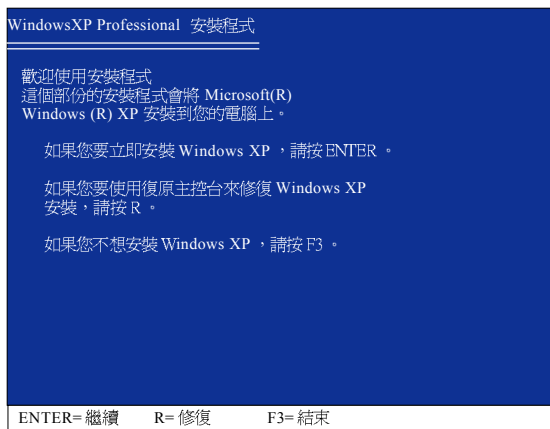 WindowsXP Professional 安裝程式
歡迎使用安裝程式
這個部份的安裝程式會將 Microsoft(R)
Windows (R) XP 安裝到您的電腦上。
如果您要立即安裝 Windows XP ，請按 ENTER 。
如果您要使用復原主控台來修復 Windows XP
安裝，請按 R 。
如果您不想安裝 Windows XP ，請按 F3 。
ENTER= 繼續 R= 修復 F3= 結束